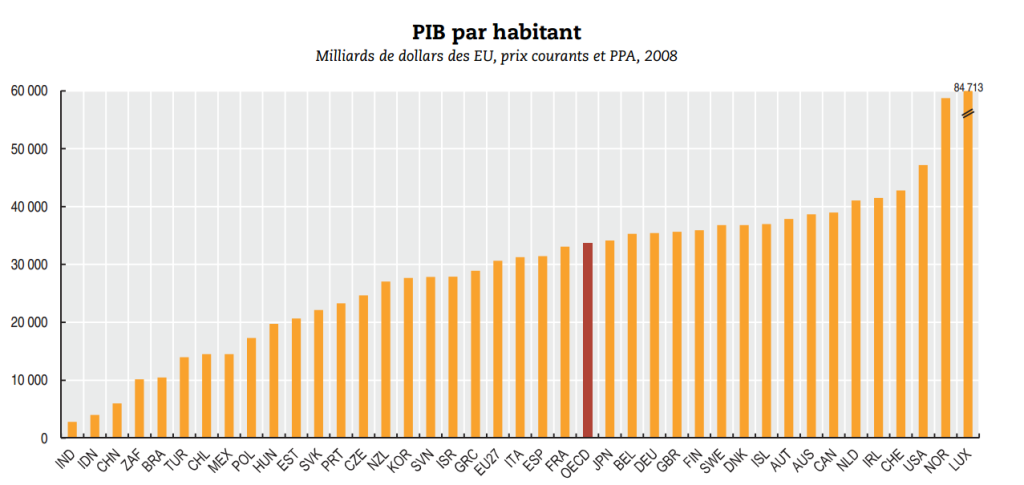 PIB par habitant
Milliards de dollars des EU, prix courants et PPA, 2008
84 713
60 000
50 000
40 000
30 000
20 000
10 000
0
IND IDN CHN ZAF BRA TUR CHL MEX POL HUN EST SVK PRT CZE NZL KOR SVN ISR GRC EU27 ITA ESP FRA OECD JPN BEL DEU GBR FIN SWE DNK ISL AUT AUS CAN NLD IRL CHE USA NOR LUX